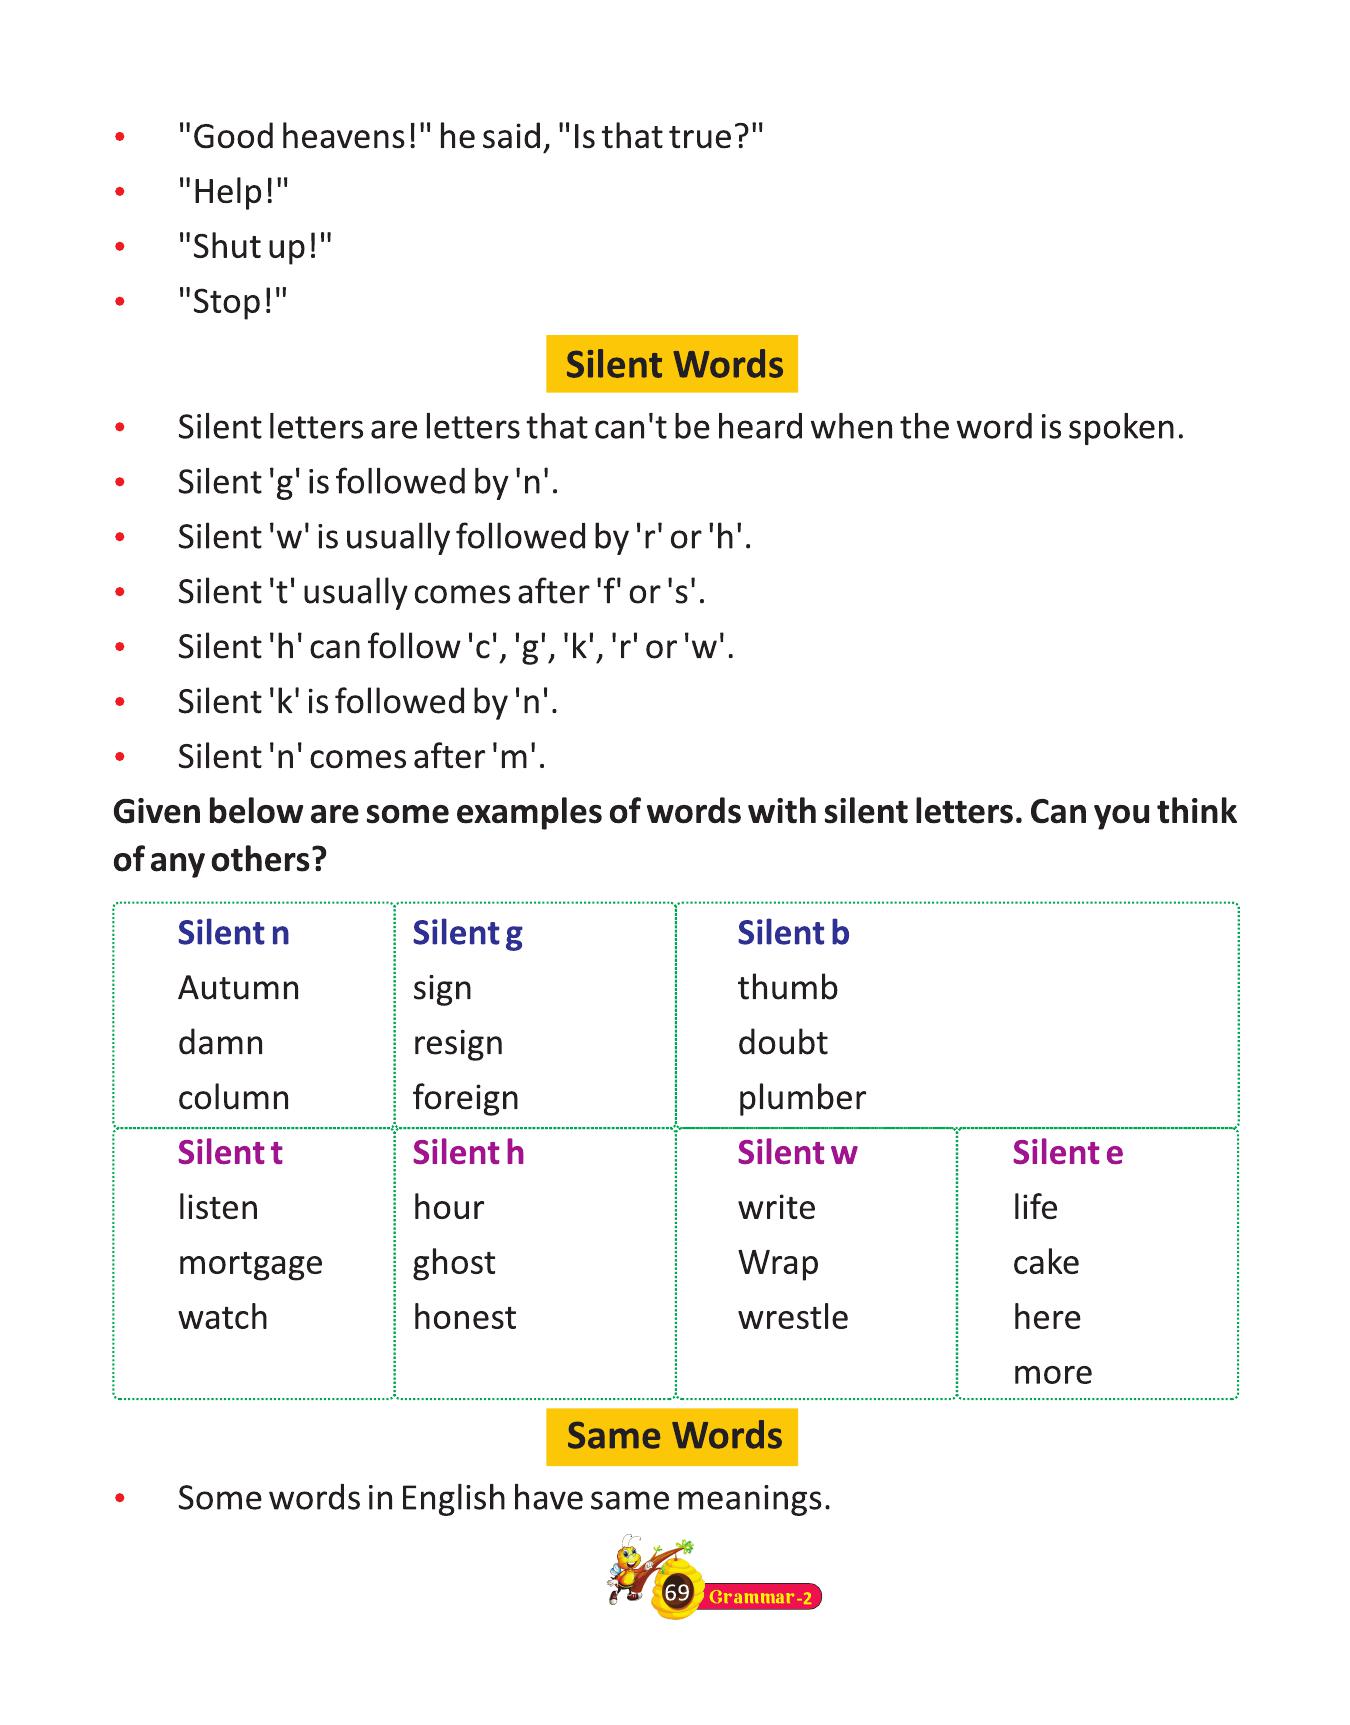 • "Good heavens!" he said, "Is that true?"
• "Help!"
• "Shut up!"
• "Stop!"
Silent Words
• Silent letters are letters that can't be heard when the word is spoken.
• Silent 'g' is followed by 'n'.
• Silent 'w' is usually followed by 'r' or 'h'.
• Silent 't' usually comes after 'f' or 's'.
• Silent 'h' can follow 'c', 'g', 'k', 'r' or 'w'.
• Silent 'k' is followed by 'n'.
• Silent 'n' comes after 'm'.
Given below are some examples of words with silent letters. Can you think
of any others?
Silent n Silent g Silent b
Autumn sign thumb
damn resign doubt
column foreign plumber
Silent t Silent h Silent w Silent e
listen hour write life
mortgage ghost Wrap cake
watch honest wrestle here
more
Same Words
• Some words in English have same meanings.
69 Grammar-2